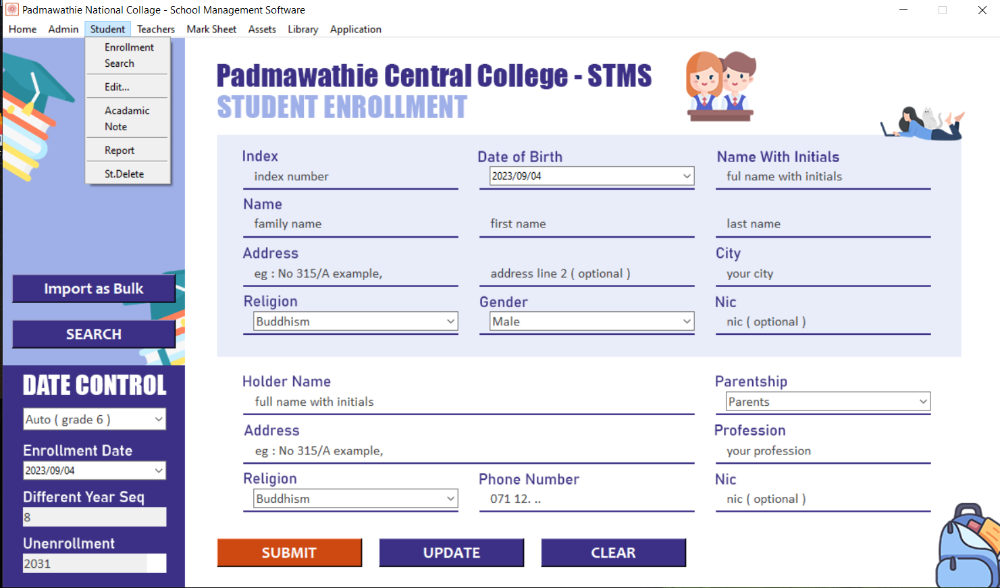 Padmawathie National Collage - School Management Software
Home Admin Student Teachers Mark Sheet Assets Library Application
Enrollment
Search
Edit...
Acadamic
Note
Report
St.Delete
Import as Bulk
SEARCH
DATE CONTROL
Auto ( grade 6 )
Enrollment Date
2023/09/04
Different Year Seq
8
Unenrollment
2031
Padmawathie Central College - STMS
STUDENT ENROLLMENT
Index Date of Birth Name With Initials
index number 2023/09/04 ful name with initials
Name
family name first name last name
Address City
eg : No 315/A example, address line 2 ( optional ) your city
Religion Gender Nic
Buddhism Male nic ( optional )
Holder Name Parentship
full name with initials Parents
Address Profession
eg : No 315/A example, your profession
Religion Phone Number Nic
Buddhism 071 12. .. nic ( optional )
SUBMIT UPDATE CLEAR